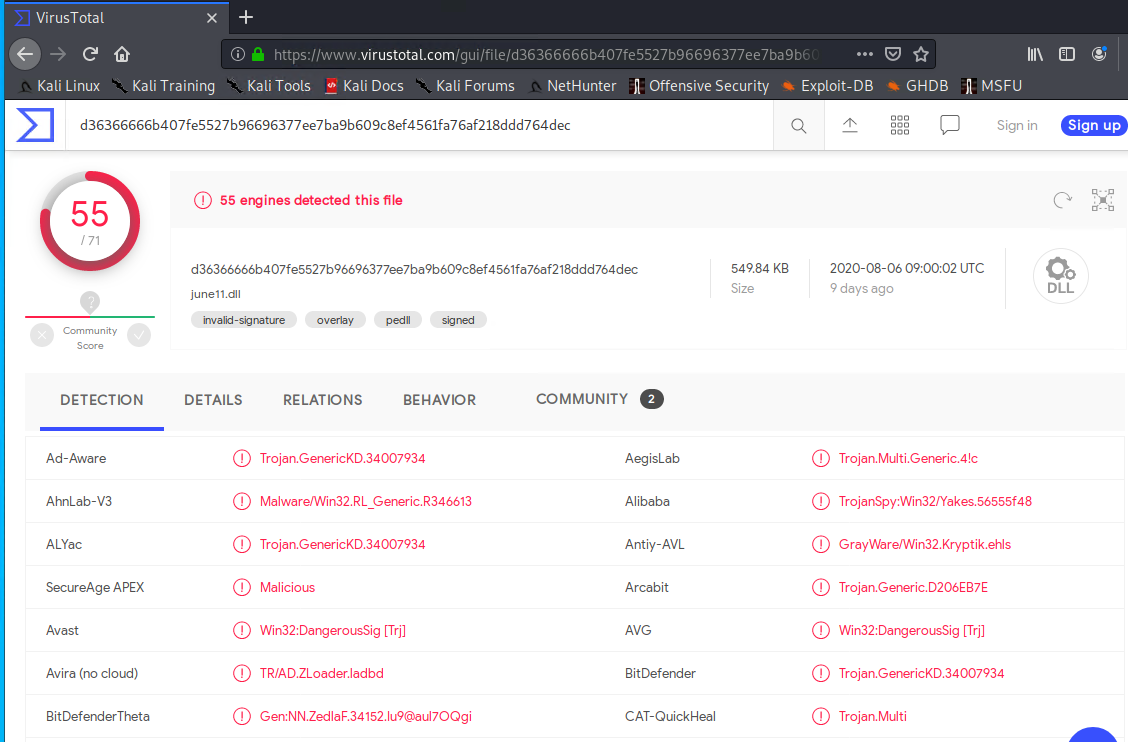 VirusTotal
https://www.virustotal.com/gui/file/d36366666b407fe5527b96696377ee7ba9b60
Kali Linux Kali Training Kali Tools Kali Docs Kali Forums NetHunter Offensive Security Exploit-DB GHDB MSFU
d36366666b407fe5527b96696377ee7ba9b609c8ef4561fa76af218ddd764dec Sign in Sign up
55
/ 71
? Community
Score
55 engines detected this file
d36366666b407fe5527b96696377ee7ba9b609c8ef4561fa76af218ddd764dec
june11.dll
invalid-signature overlay pedll signed
549.84 KB
Size
2020-08-06 09:00:02 UTC
9 days ago
DLL
DETECTION DETAILS RELATIONS BEHAVIOR COMMUNITY 2
Ad-Aware Trojan.GenericKD.34007934 AegisLab Trojan.Multi.Generic.4!c
AhnLab-V3 Malware/Win32.RL_Generic.R346613 Alibaba TrojanSpy:Win32/Yakes.56555f48
ALYac Trojan.GenericKD.34007934 Antiy-AVL GrayWare/Win32.Kryptik.ehls
SecureAge APEX Malicious Arcabit Trojan.Generic.D206EB7E
Avast Win32:DangerousSig [Trj] AVG Win32:DangerousSig [Trj]
Avira (no cloud) TR/AD.ZLoader.ladbd BitDefender Trojan.GenericKD.34007934
BitDefenderTheta Gen:NN.ZedlaF.34152.Iu9@aul7OQgi CAT-QuickHeal Trojan.Multi